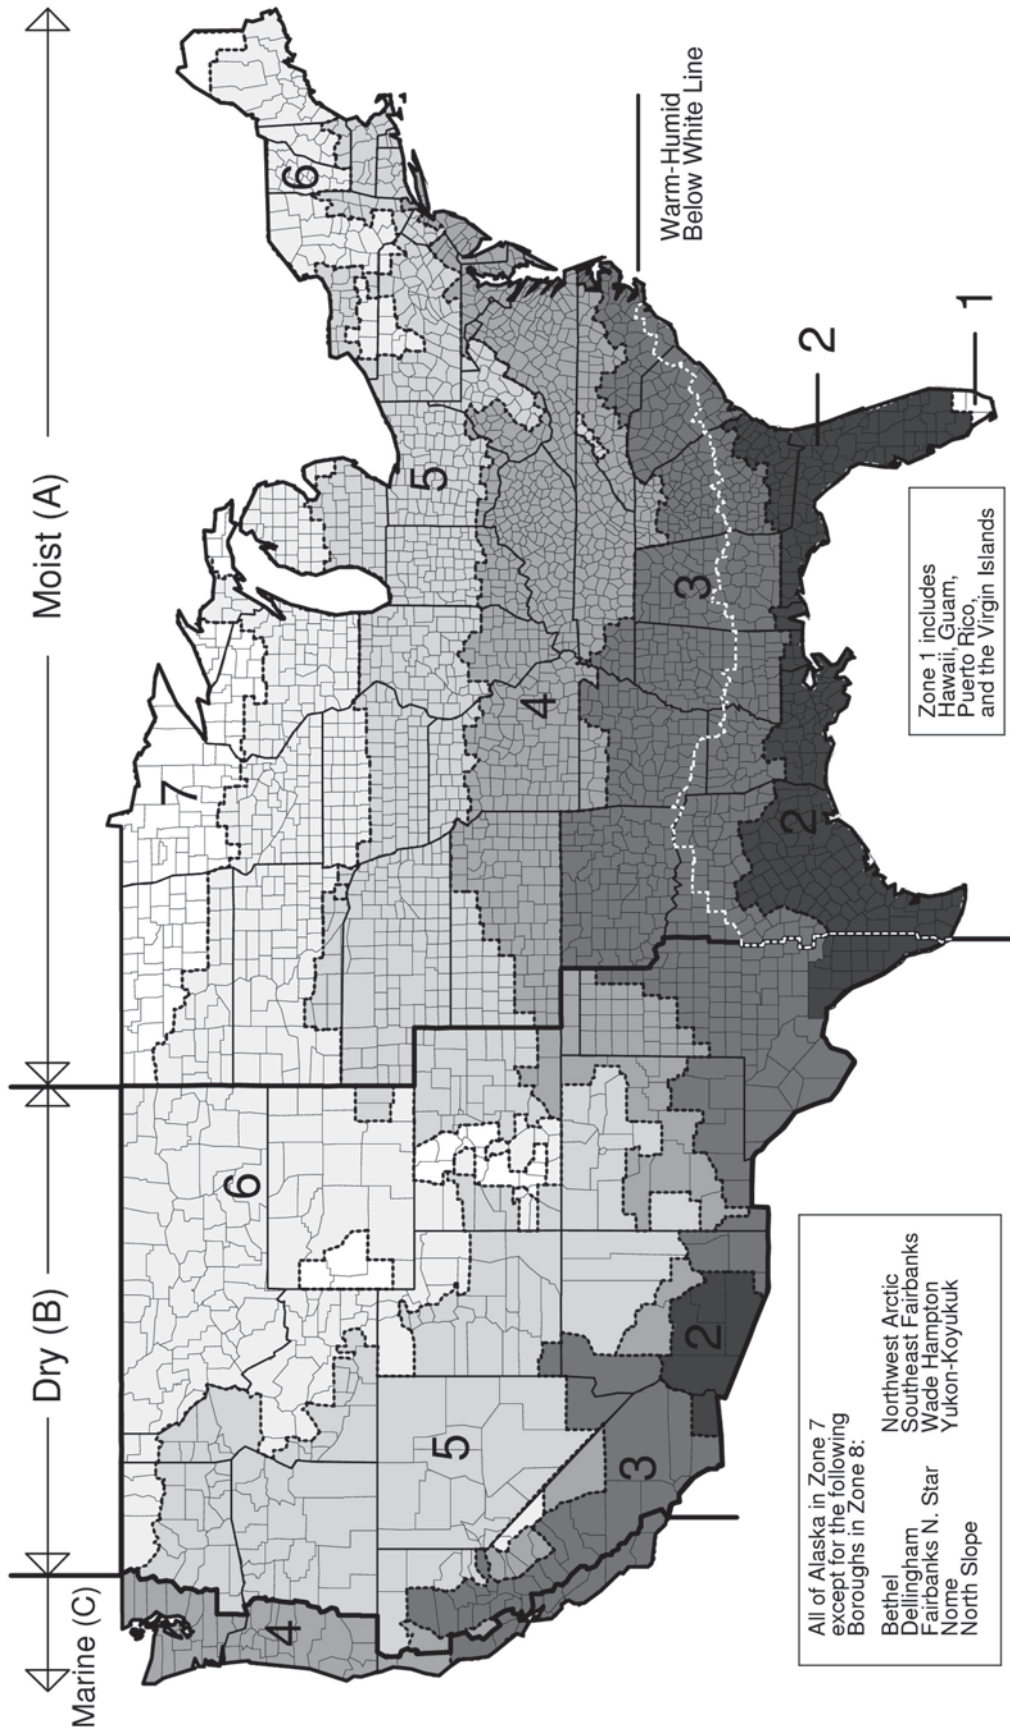 Marine (C)
Dry (B)
Moist (A)
7
6
6
5
5
4
4
3
3
2
2
2
1
Warm-Humid
Below White Line
All of Alaska in Zone 7
except for the following
Boroughs in Zone 8:
Bethel
Dellingham
Fairbanks N. Star
Nome
North Slope
Northwest Arctic
Southeast Fairbanks
Wade Hampton
Yukon-Koyukuk
Zone 1 includes
Hawaii, Guam,
Puerto Rico,
and the Virgin Islands